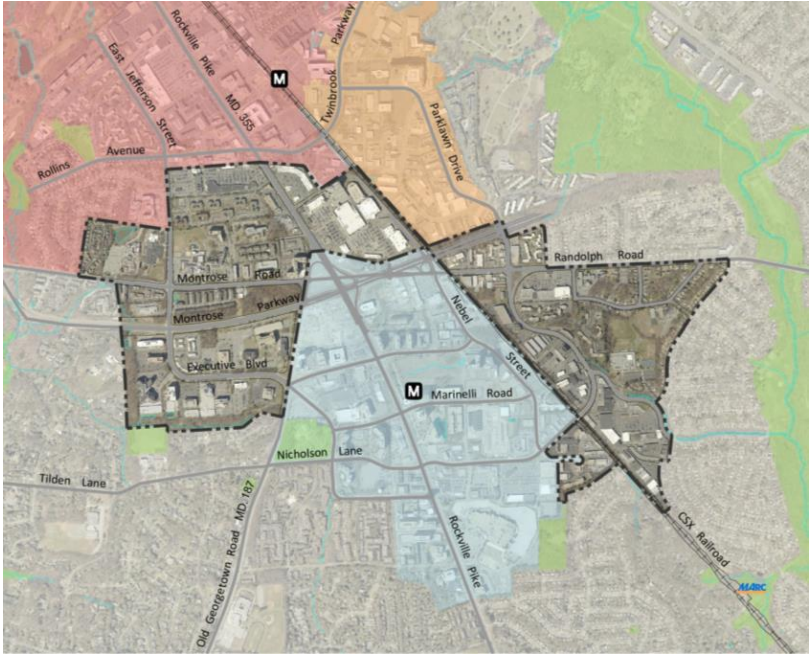 Rockville Pike MD. 355
East Jefferson Street
Twinbrook Parkway
M
Parklawn Drive
Rollins Avenue
Montrose Road
Randolph Road
Montrose Parkway
Nebel Street
Executive Blvd
M
Marinelli Road
Nicholson Lane
Tilden Lane
Old Georgetown Road MD. 187
Rockville Pike
CSX Railroad
MARC